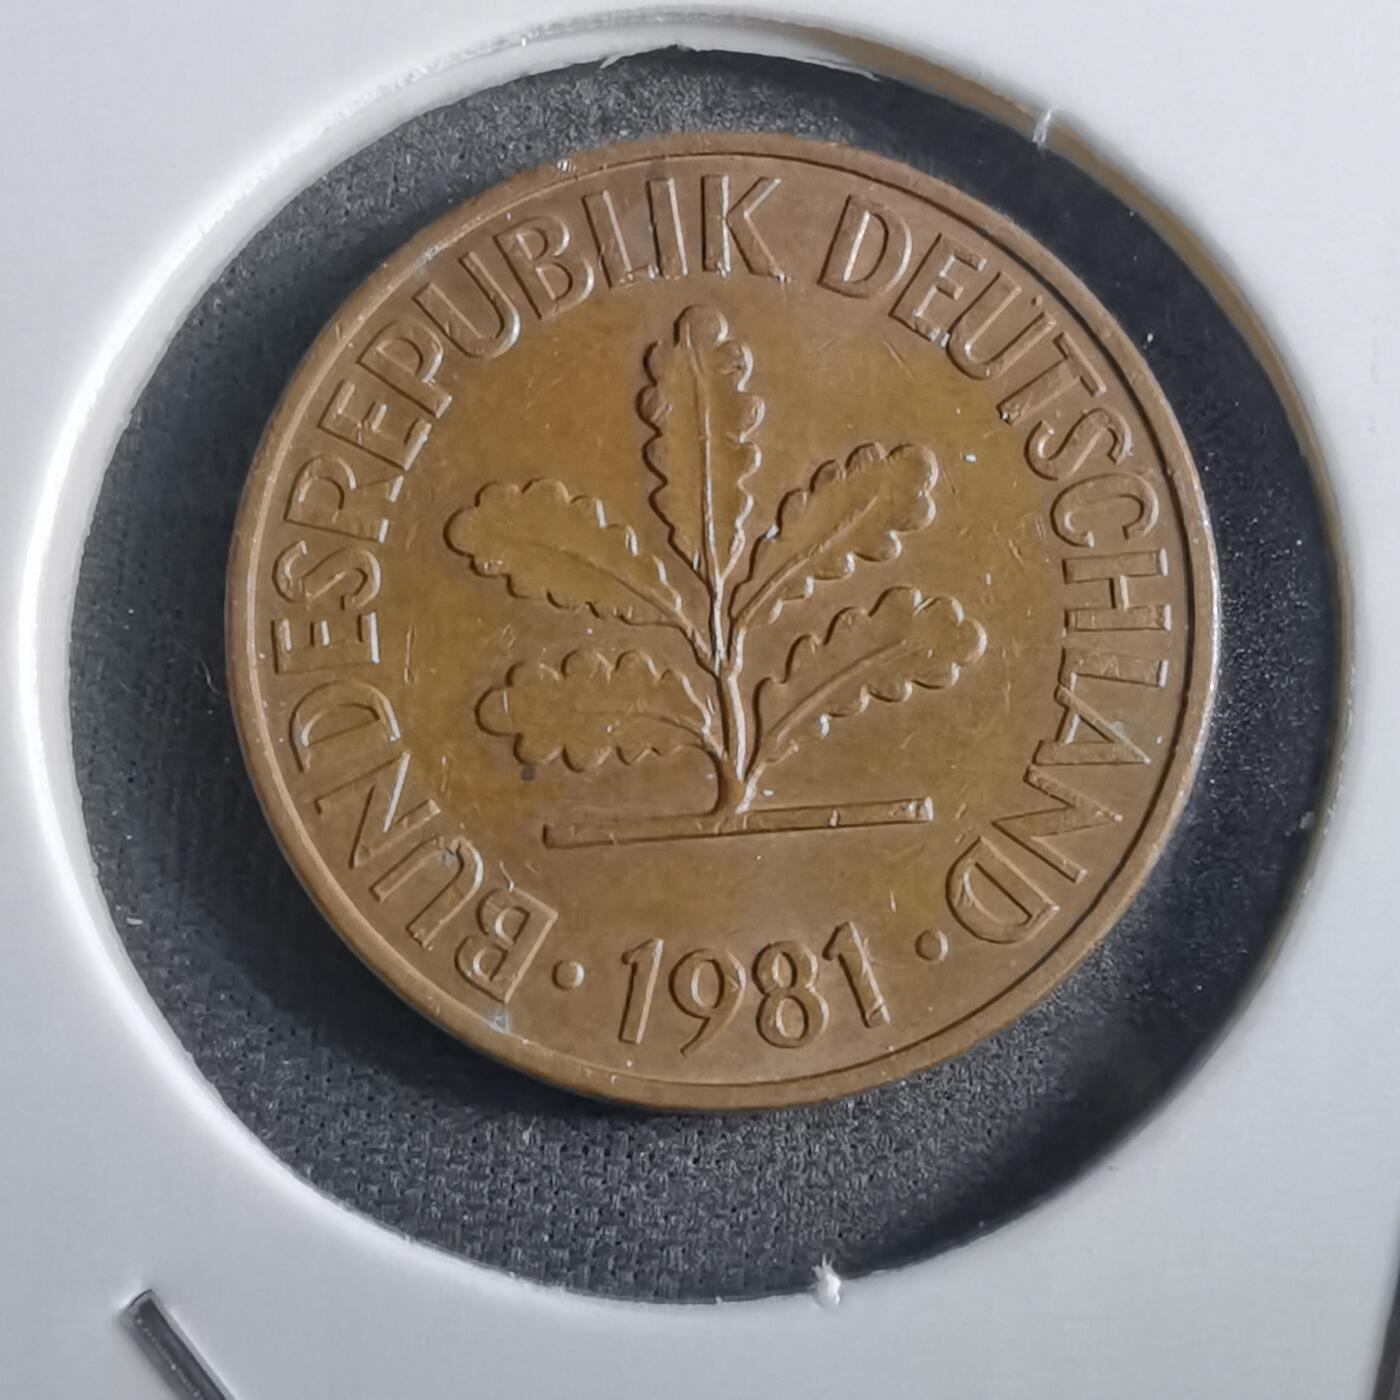 BUNDESREPUBLIK DEUTSCHLAND
· 1981 ·